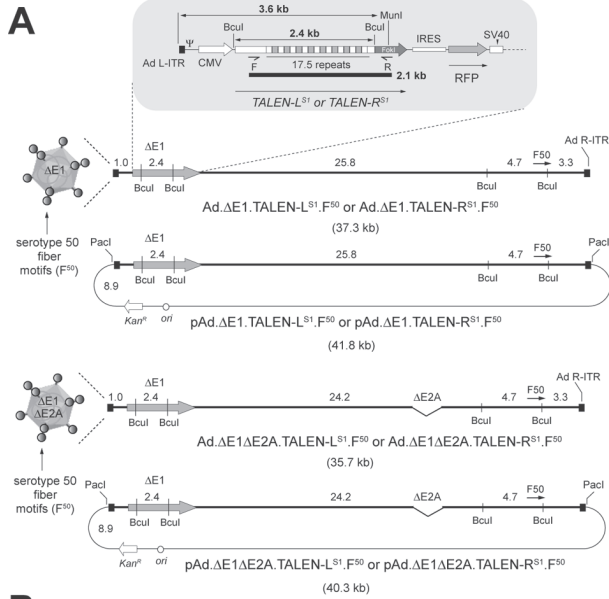 A
3.6 kb
MunI
BcuI 2.4 kb BcuI
IRES SV40
Ψ
FokI
Ad L-ITR CMV F 17.5 repeats R
2.1 kb RFP
TALEN-L^S1 or TALEN-R^S1
Ad R-ITR
ΔE1
ΔE1
1.0 2.4 25.8 4.7 F50 3.3
BcuI BcuI BcuI BcuI
Ad.ΔE1.TALEN-L^S1.F^50 or Ad.ΔE1.TALEN-R^S1.F^50
(37.3 kb)
serotype 50
fiber
motifs (F^50)
PacI ΔE1 25.8 4.7 F50 PacI
2.4
8.9 BcuI BcuI BcuI BcuI
Kan^R ori
pAd.ΔE1.TALEN-L^S1.F^50 or pAd.ΔE1.TALEN-R^S1.F^50
(41.8 kb)
Ad R-ITR
ΔE1
ΔE2A
ΔE1
1.0 2.4 24.2 ΔE2A 4.7 F50 3.3
BcuI BcuI BcuI BcuI
Ad.ΔE1ΔE2A.TALEN-L^S1.F^50 or Ad.ΔE1ΔE2A.TALEN-R^S1.F^50
(35.7 kb)
serotype 50
fiber
motifs (F^50)
PacI ΔE1 24.2 ΔE2A 4.7 F50 PacI
2.4
8.9 BcuI BcuI BcuI BcuI
Kan^R ori
pAd.ΔE1ΔE2A.TALEN-L^S1.F^50 or pAd.ΔE1ΔE2A.TALEN-R^S1.F^50
(40.3 kb)